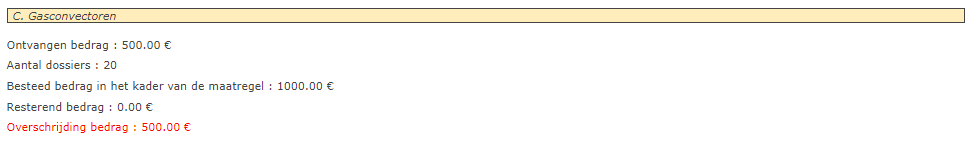 C. Gasconvectoren
Ontvangen bedrag : 500.00 €
Aantal dossiers : 20
Besteed bedrag in het kader van de maatregel : 1000.00 €
Resterend bedrag : 0.00 €
Overschrijding bedrag : 500.00 €